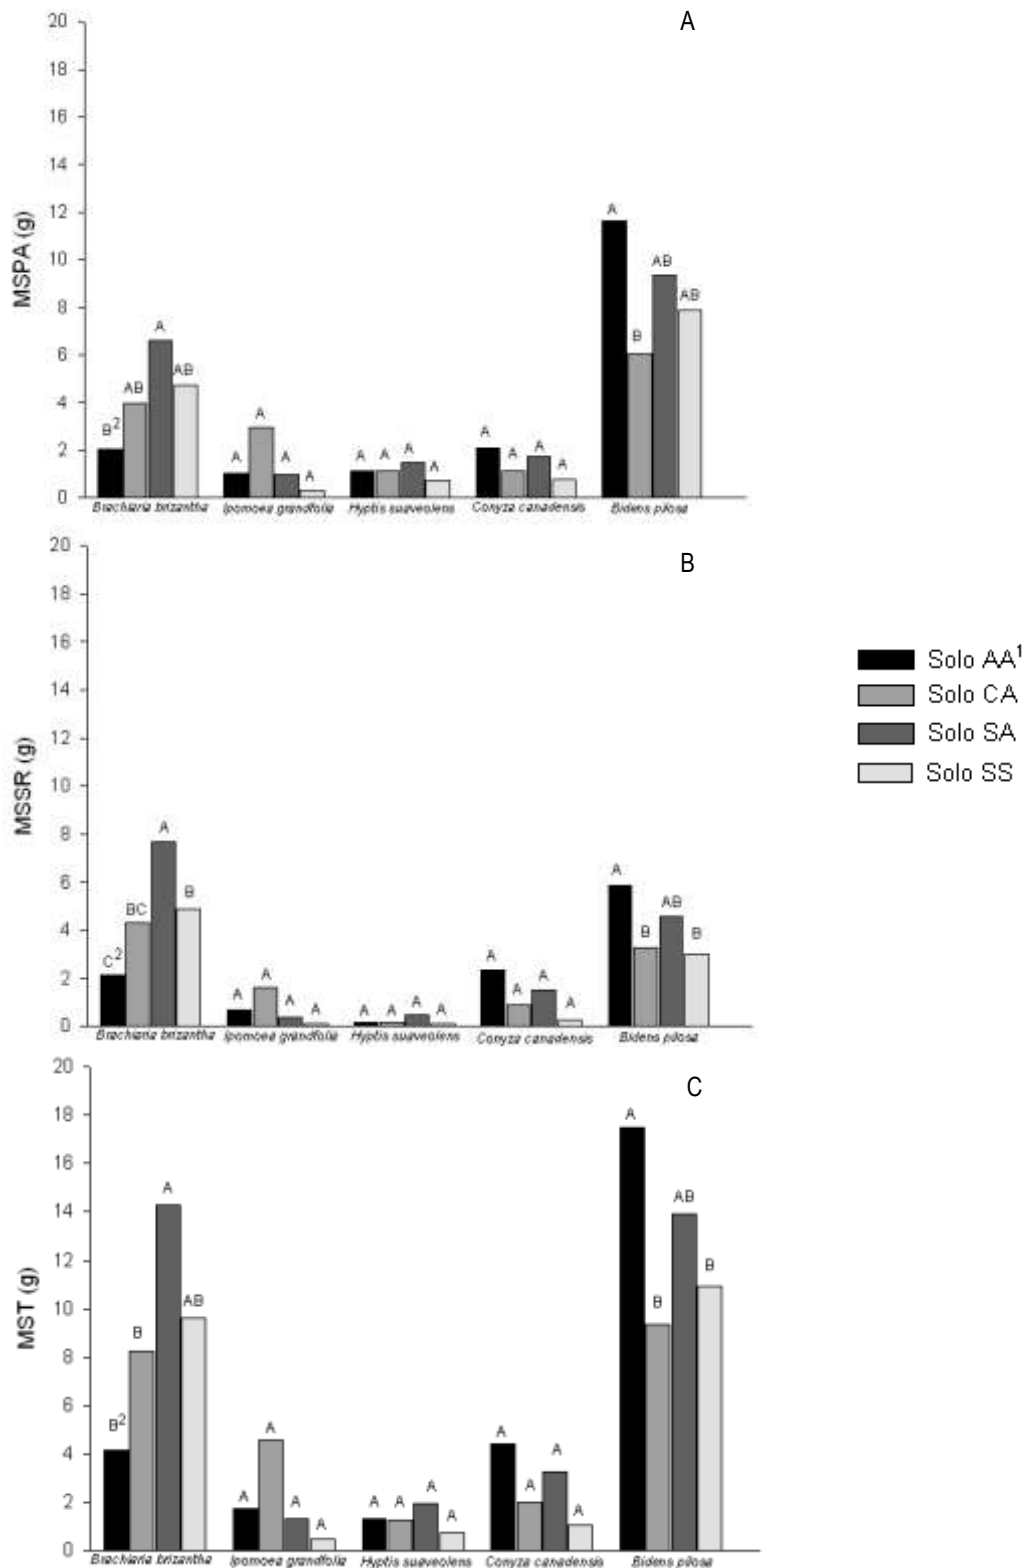 A
20
18
16
14
12
10
8
6
4
2
0
MSPA (g)
B² AB A AB
A A A A
A A A A
A A A A
A B AB AB
Brachiaria brizantha Ipomoea grandfolia Hyptis suaveolens Conyza canadensis Bidens pilosa
B
20
18
16
14
12
10
8
6
4
2
0
MSSR (g)
C² BC A B
A A A A
A A A A
A A A A
A B AB B
Brachiaria brizantha Ipomoea grandfolia Hyptis suaveolens Conyza canadensis Bidens pilosa
Solo AA¹
Solo CA
Solo SA
Solo SS
C
20
18
16
14
12
10
8
6
4
2
0
MST (g)
B² B A AB
A A A A
A A A A
A A A A
A B AB B
Brachiaria brizantha Ipomoea grandfolia Hyptis suaveolens Conyza canadensis Bidens pilosa